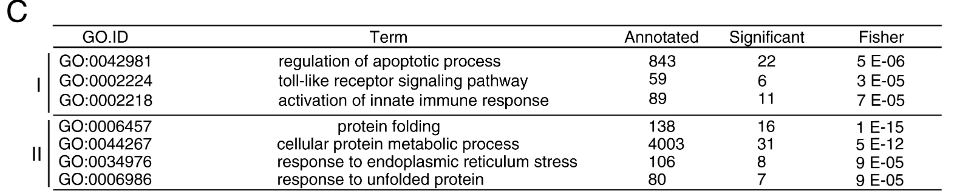 C
GO.ID Term Annotated Significant Fisher
I
GO:0042981 regulation of apoptotic process 843 22 5 E-06
GO:0002224 toll-like receptor signaling pathway 59 6 3 E-05
GO:0002218 activation of innate immune response 89 11 7 E-05
II
GO:0006457 protein folding 138 16 1 E-15
GO:0044267 cellular protein metabolic process 4003 31 5 E-12
GO:0034976 response to endoplasmic reticulum stress 106 8 9 E-05
GO:0006986 response to unfolded protein 80 7 9 E-05